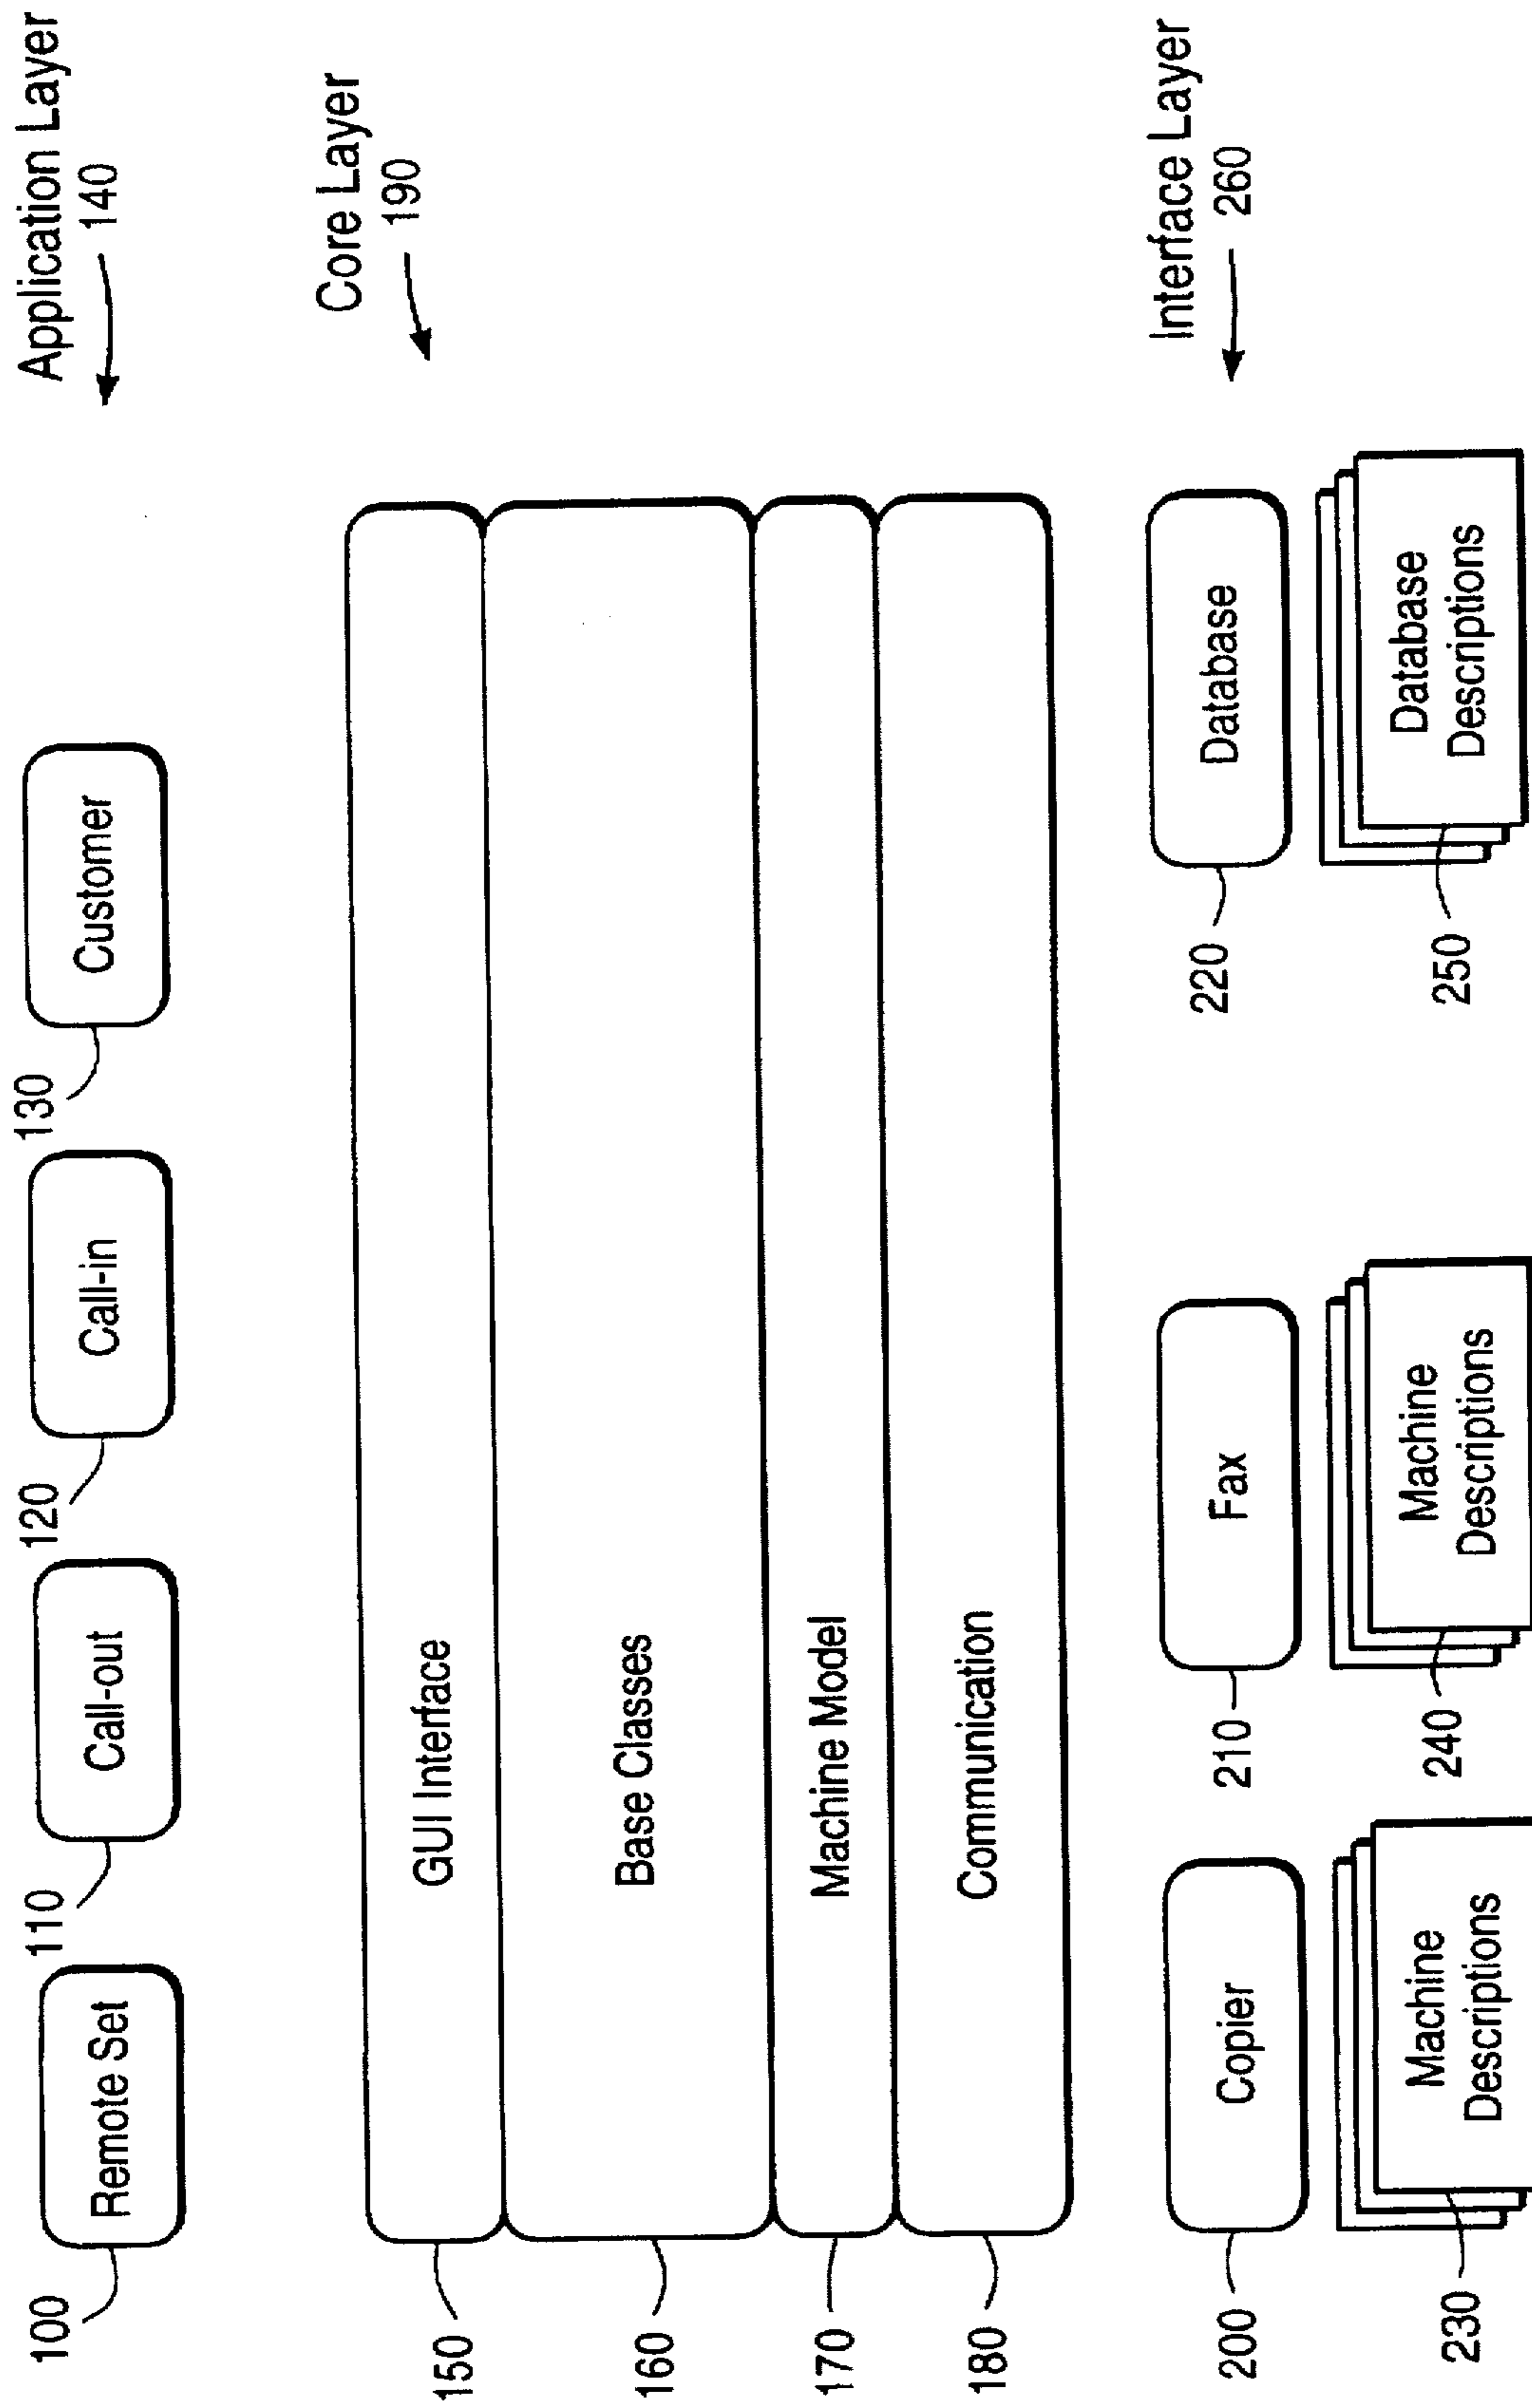 Application Layer
140
100
Remote Set
110
Call-out
120
Call-in
130
Customer
Core Layer
190
150
GUI Interface
160
Base Classes
170
Machine Model
180
Communication
Interface Layer
260
200
Copier
210
Fax
220
Database
230
Machine
Descriptions
240
Machine
Descriptions
250
Database
Descriptions